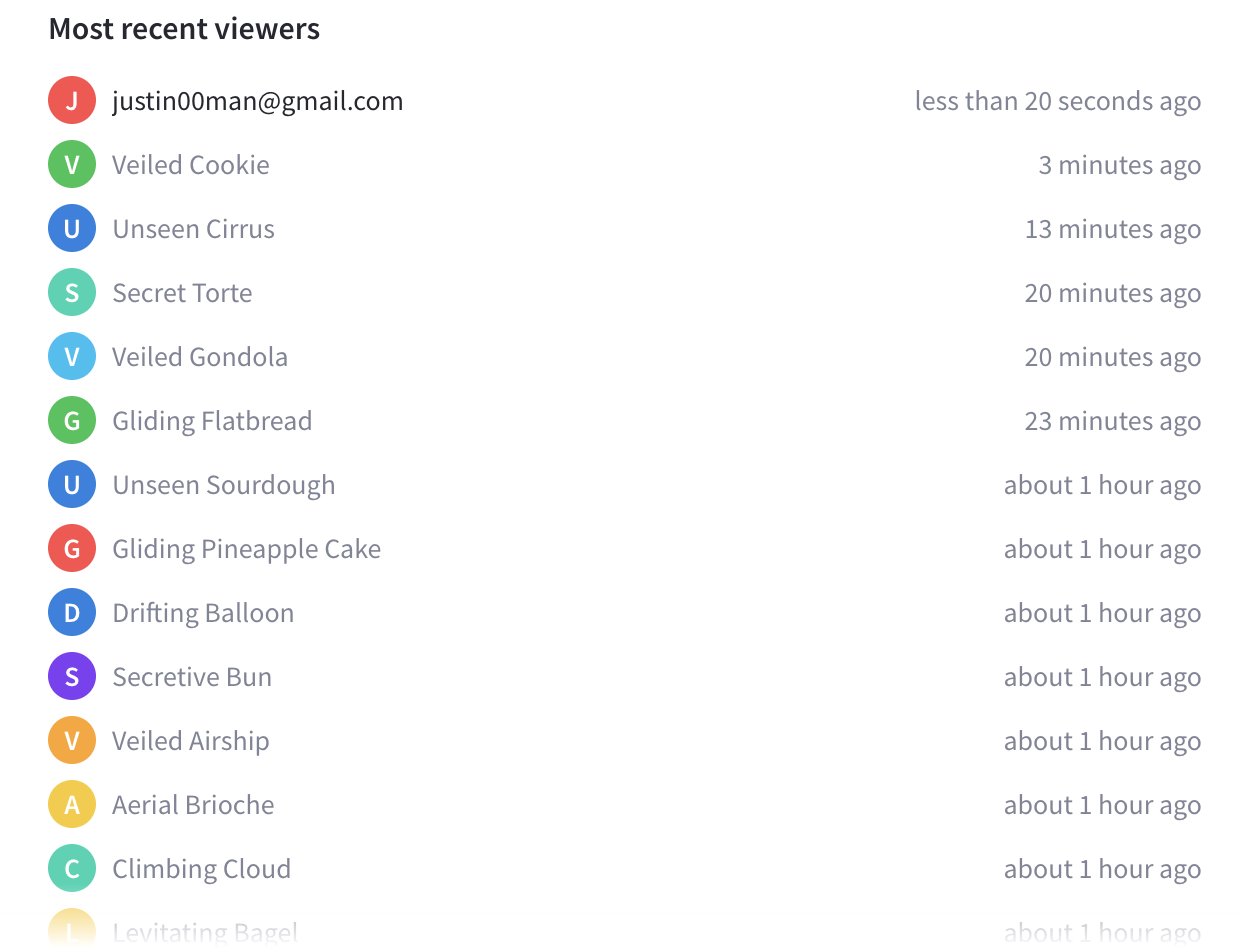 Most recent viewers
J justin00man@gmail.com less than 20 seconds ago
V Veiled Cookie 3 minutes ago
U Unseen Cirrus 13 minutes ago
S Secret Torte 20 minutes ago
V Veiled Gondola 20 minutes ago
G Gliding Flatbread 23 minutes ago
U Unseen Sourdough about 1 hour ago
G Gliding Pineapple Cake about 1 hour ago
D Drifting Balloon about 1 hour ago
S Secretive Bun about 1 hour ago
V Veiled Airship about 1 hour ago
A Aerial Brioche about 1 hour ago
C Climbing Cloud about 1 hour ago
L Levitating Bagel about 1 hour ago